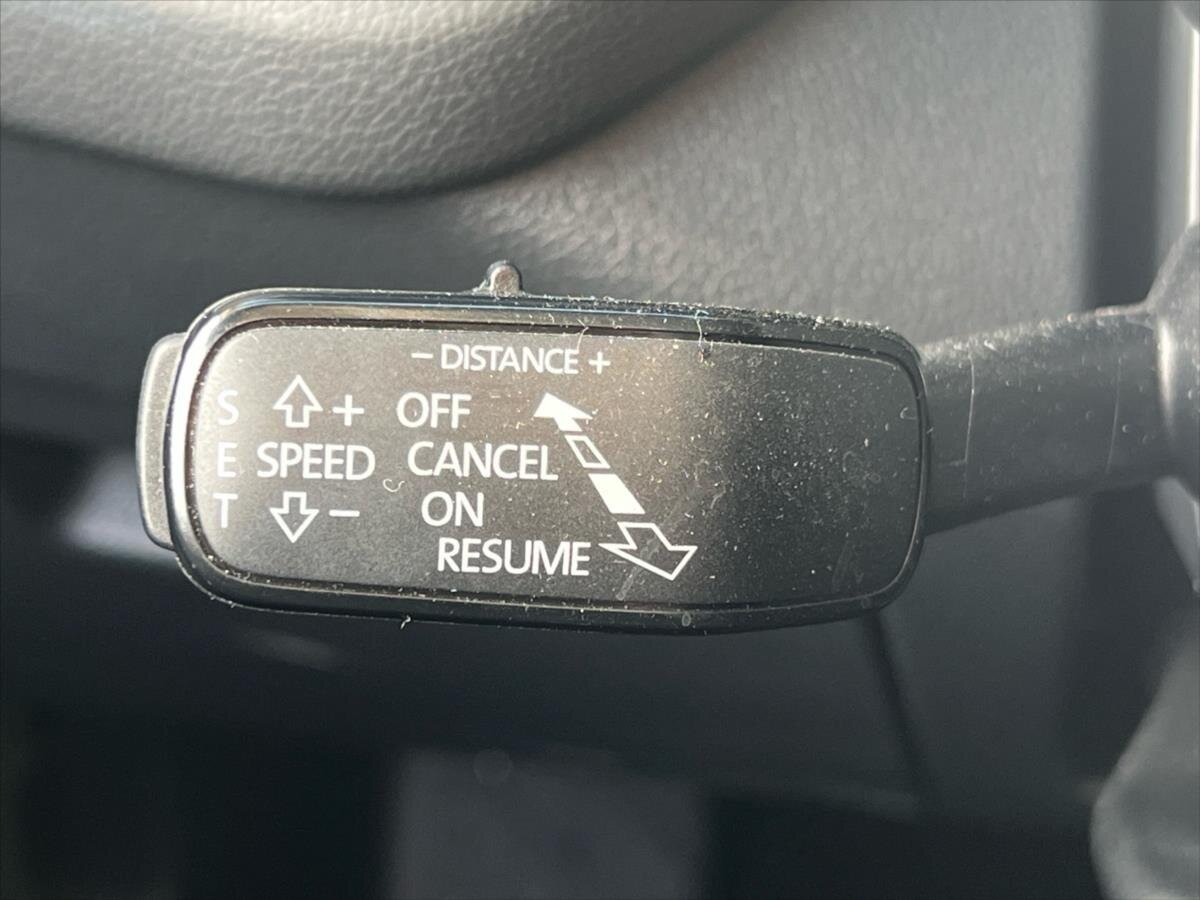 − DISTANCE +
S + OFF
E SPEED CANCEL
T − ON
RESUME